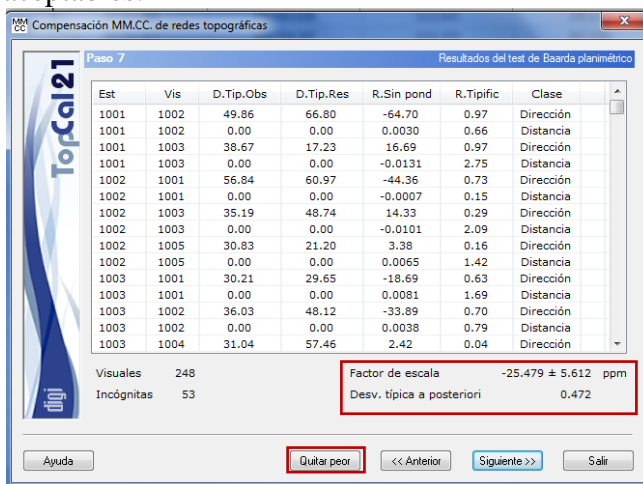 MM CC Compensación MM.CC. de redes topográficas
TopCal 21
digi
Paso 7 Resultados del test de Baarda planimétrico
Est Vis D.Tip.Obs D.Tip.Res R.Sin pond R.Tipific Clase
1001 1002 49.86 66.80 -64.70 0.97 Dirección
1001 1002 0.00 0.00 0.0030 0.66 Distancia
1001 1003 38.67 17.23 16.69 0.97 Dirección
1001 1003 0.00 0.00 -0.0131 2.75 Distancia
1002 1001 56.84 60.97 -44.36 0.73 Dirección
1002 1001 0.00 0.00 -0.0007 0.15 Distancia
1002 1003 35.19 48.74 14.33 0.29 Dirección
1002 1003 0.00 0.00 -0.0101 2.09 Distancia
1002 1005 30.83 21.20 3.38 0.16 Dirección
1002 1005 0.00 0.00 0.0065 1.42 Distancia
1003 1001 30.21 29.65 -18.69 0.63 Dirección
1003 1001 0.00 0.00 0.0081 1.69 Distancia
1003 1002 36.03 48.12 -33.89 0.70 Dirección
1003 1002 0.00 0.00 0.0038 0.79 Distancia
1003 1004 31.04 57.46 2.42 0.04 Dirección
Visuales 248 Factor de escala -25.479 ± 5.612 ppm
Incógnitas 53 Desv. típica a posteriori 0.472
Ayuda Quitar peor << Anterior Siguiente >> Salir